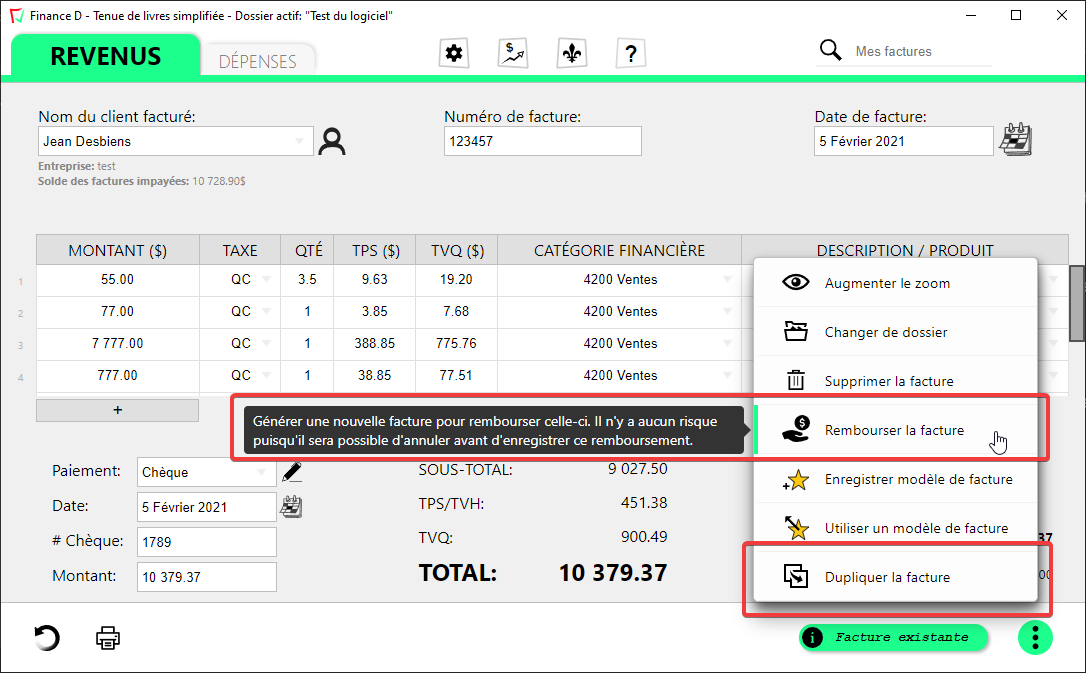 Finance D - Tenue de livres simplifiée - Dossier actif: "Test du logiciel"
REVENUS
DÉPENSES
$
?
Mes factures
Nom du client facturé:
Numéro de facture:
Date de facture:
Jean Desbiens
123457
5 Février 2021
Entreprise: test
Solde des factures impayées: 10 728.90$
MONTANT ($) TAXE QTÉ TPS ($) TVQ ($) CATÉGORIE FINANCIÈRE DESCRIPTION / PRODUIT
1 55.00 QC 3.5 9.63 19.20 4200 Ventes
2 77.00 QC 1 3.85 7.68 4200 Ventes
3 7 777.00 QC 1 388.85 775.76 4200 Ventes
4 777.00 QC 1 38.85 77.51 4200 Ventes
+
Augmenter le zoom
Changer de dossier
Supprimer la facture
Générer une nouvelle facture pour rembourser celle-ci. Il n'y a aucun risque
puisqu'il sera possible d'annuler avant d'enregistrer ce remboursement.
Rembourser la facture
Enregistrer modèle de facture
Utiliser un modèle de facture
Dupliquer la facture
Paiement: Chèque
Date: 5 Février 2021
# Chèque: 1789
Montant: 10 379.37
SOUS-TOTAL: 9 027.50
TPS/TVH: 451.38
TVQ: 900.49
TOTAL: 10 379.37
37
00
i Facture existante